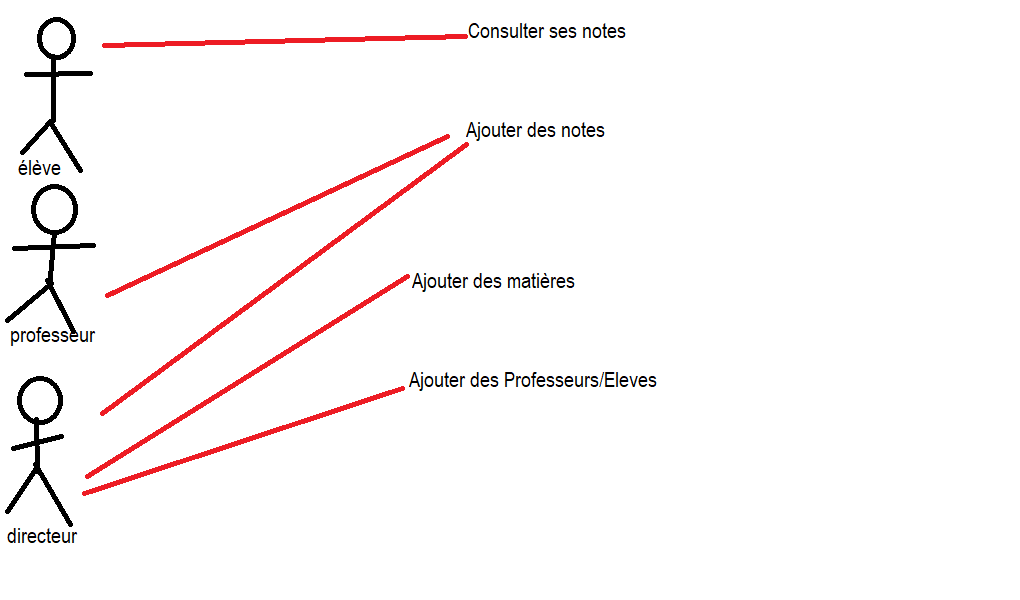 Consulter ses notes
Ajouter des notes
élève
Ajouter des matières
professeur
Ajouter des Professeurs/Eleves
directeur